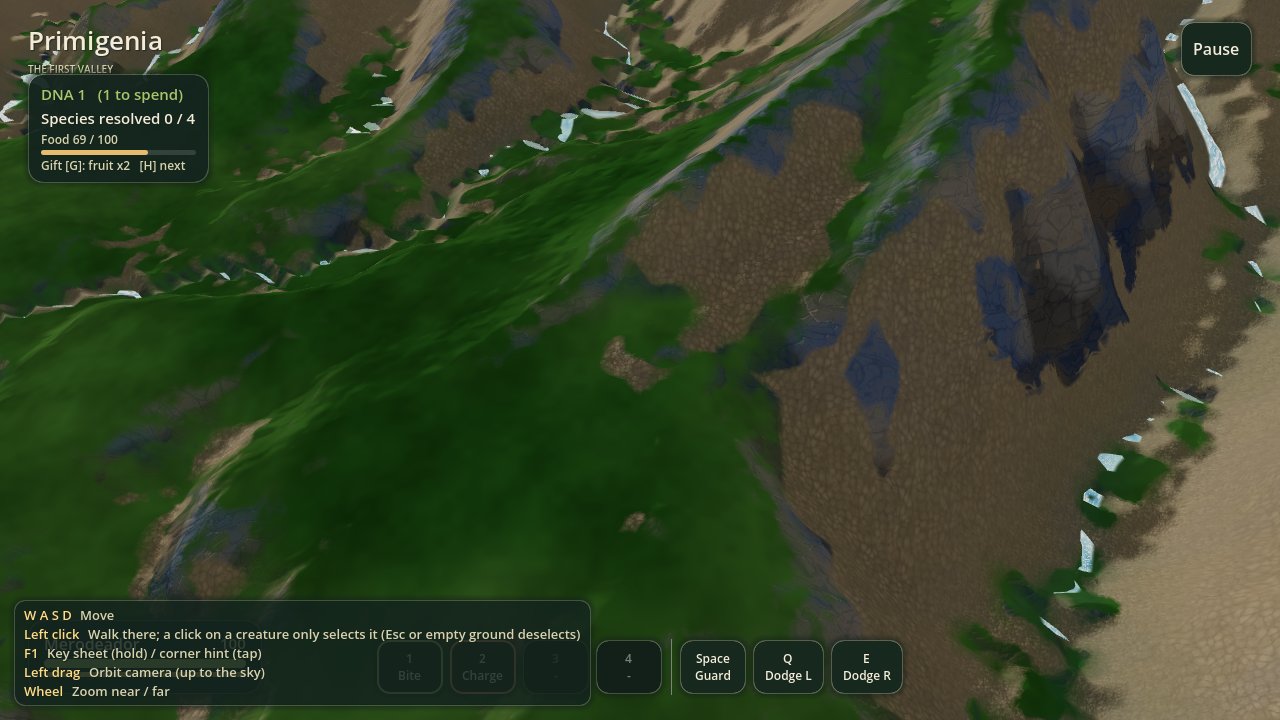 Primigenia
THE FIRST VALLEY
Pause
DNA 1 (1 to spend)
Species resolved 0 / 4
Food 69 / 100
Gift [G]: fruit x2 [H] next
W A S D Move
Left click Walk there; a click on a creature only selects it (Esc or empty ground deselects)
F1 Key sheet (hold) / corner hint (tap)
Left drag Orbit camera (up to the sky)
Wheel Zoom near / far
1
Bite
2
Charge
3
-
4
-
Space
Guard
Q
Dodge L
E
Dodge R